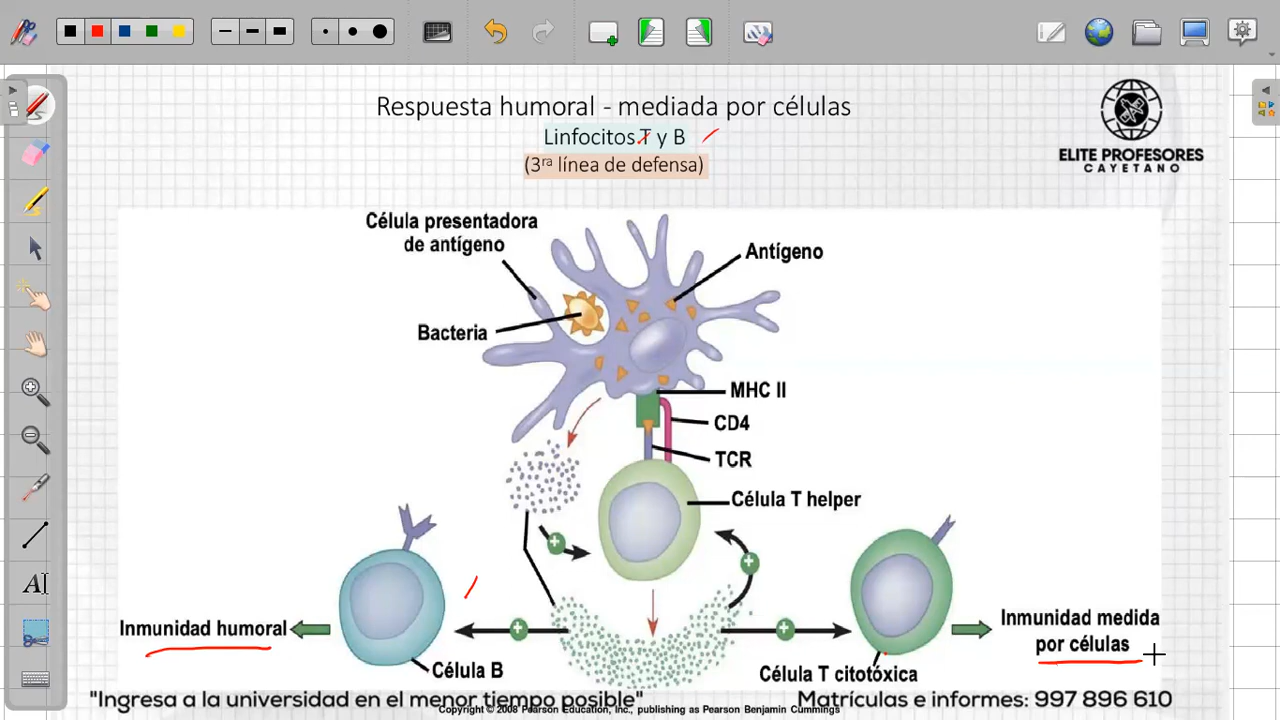 Respuesta humoral - mediada por células
Linfocitos T y B
(3ra línea de defensa)
ELITE PROFESORES
CAYETANO
Célula presentadora
de antígeno
Antígeno
Bacteria
MHC II
CD4
TCR
Célula T helper
Inmunidad humoral
Célula B
Célula T citotóxica
Inmunidad medida
por células
"Ingresa a la universidad en el menor tiempo posible"
Matrículas e informes: 997 896 610
Copyright © 2008 Pearson Education, Inc., publishing as Pearson Benjamin Cummings